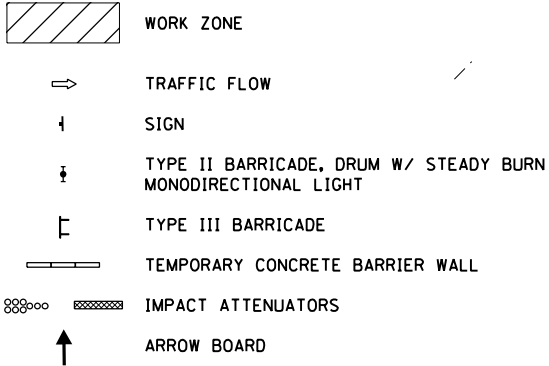 WORK ZONE
TRAFFIC FLOW
SIGN
TYPE II BARRICADE, DRUM W/ STEADY BURN
MONODIRECTIONAL LIGHT
TYPE III BARRICADE
TEMPORARY CONCRETE BARRIER WALL
IMPACT ATTENUATORS
ARROW BOARD